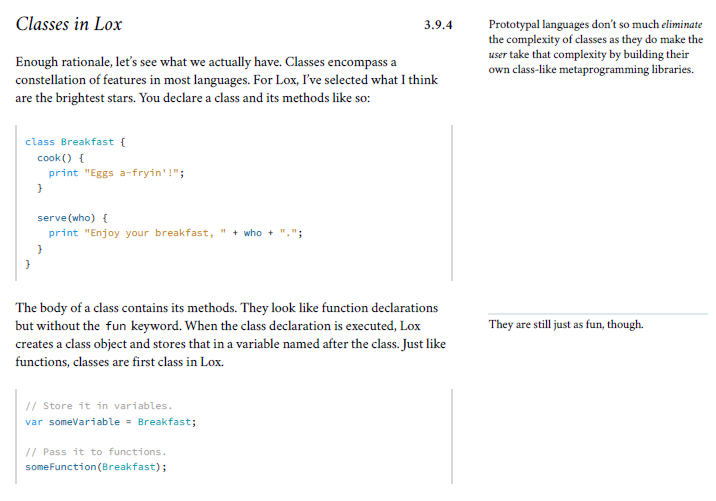 Classes in Lox 3.9.4
Enough rationale, let's see what we actually have. Classes encompass a
constellation of features in most languages. For Lox, I've selected what I think
are the brightest stars. You declare a class and its methods like so:
class Breakfast {
  cook() {
    print "Eggs a-fryin'!";
  }

  serve(who) {
    print "Enjoy your breakfast, " + who + ".";
  }
}
The body of a class contains its methods. They look like function declarations
but without the fun keyword. When the class declaration is executed, Lox
creates a class object and stores that in a variable named after the class. Just like
functions, classes are first class in Lox.
// Store it in variables.
var someVariable = Breakfast;

// Pass it to functions.
someFunction(Breakfast);
Prototypal languages don't so much eliminate
the complexity of classes as they do make the
user take that complexity by building their
own class-like metaprogramming libraries.
They are still just as fun, though.